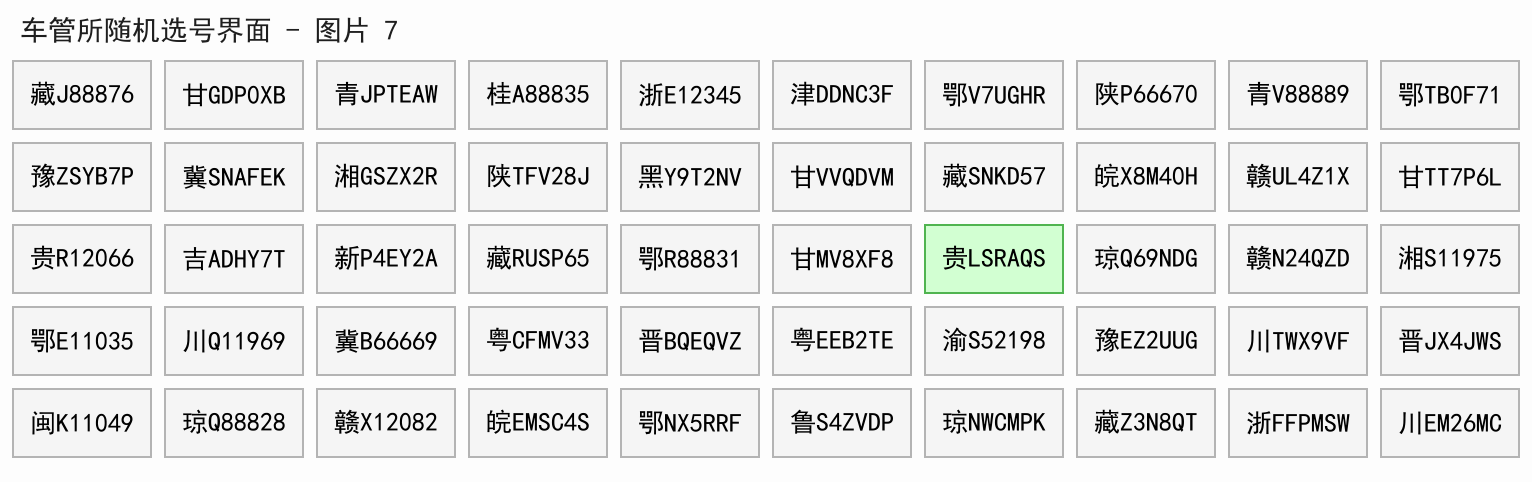 车管所随机选号界面 - 图片 7
藏J88876 甘GDP0XB 青JPTEAW 桂A88835 浙E12345 津DDNC3F 鄂V7UGHR 陕P66670 青V88889 鄂TB0F71
豫ZSYB7P 冀SNAFEK 湘GSZX2R 陕TFV28J 黑Y9T2NV 甘VVQDVM 藏SNKD57 皖X8M40H 赣UL4Z1X 甘TT7P6L
贵R12066 吉ADHY7T 新P4EY2A 藏RUSP65 鄂R88831 甘MV8XF8 贵LSRAQS 琼Q69NDG 赣N24QZD 湘S11975
鄂E11035 川Q11969 冀B66669 粤CFMV33 晋BQEQVZ 粤EEB2TE 渝S52198 豫EZ2UUG 川TWX9VF 晋JX4JWS
闽K11049 琼Q88828 赣X12082 皖EMSC4S 鄂NX5RRF 鲁S4ZVDP 琼NWCMPK 藏Z3N8QT 浙FFPMSW 川EM26MC